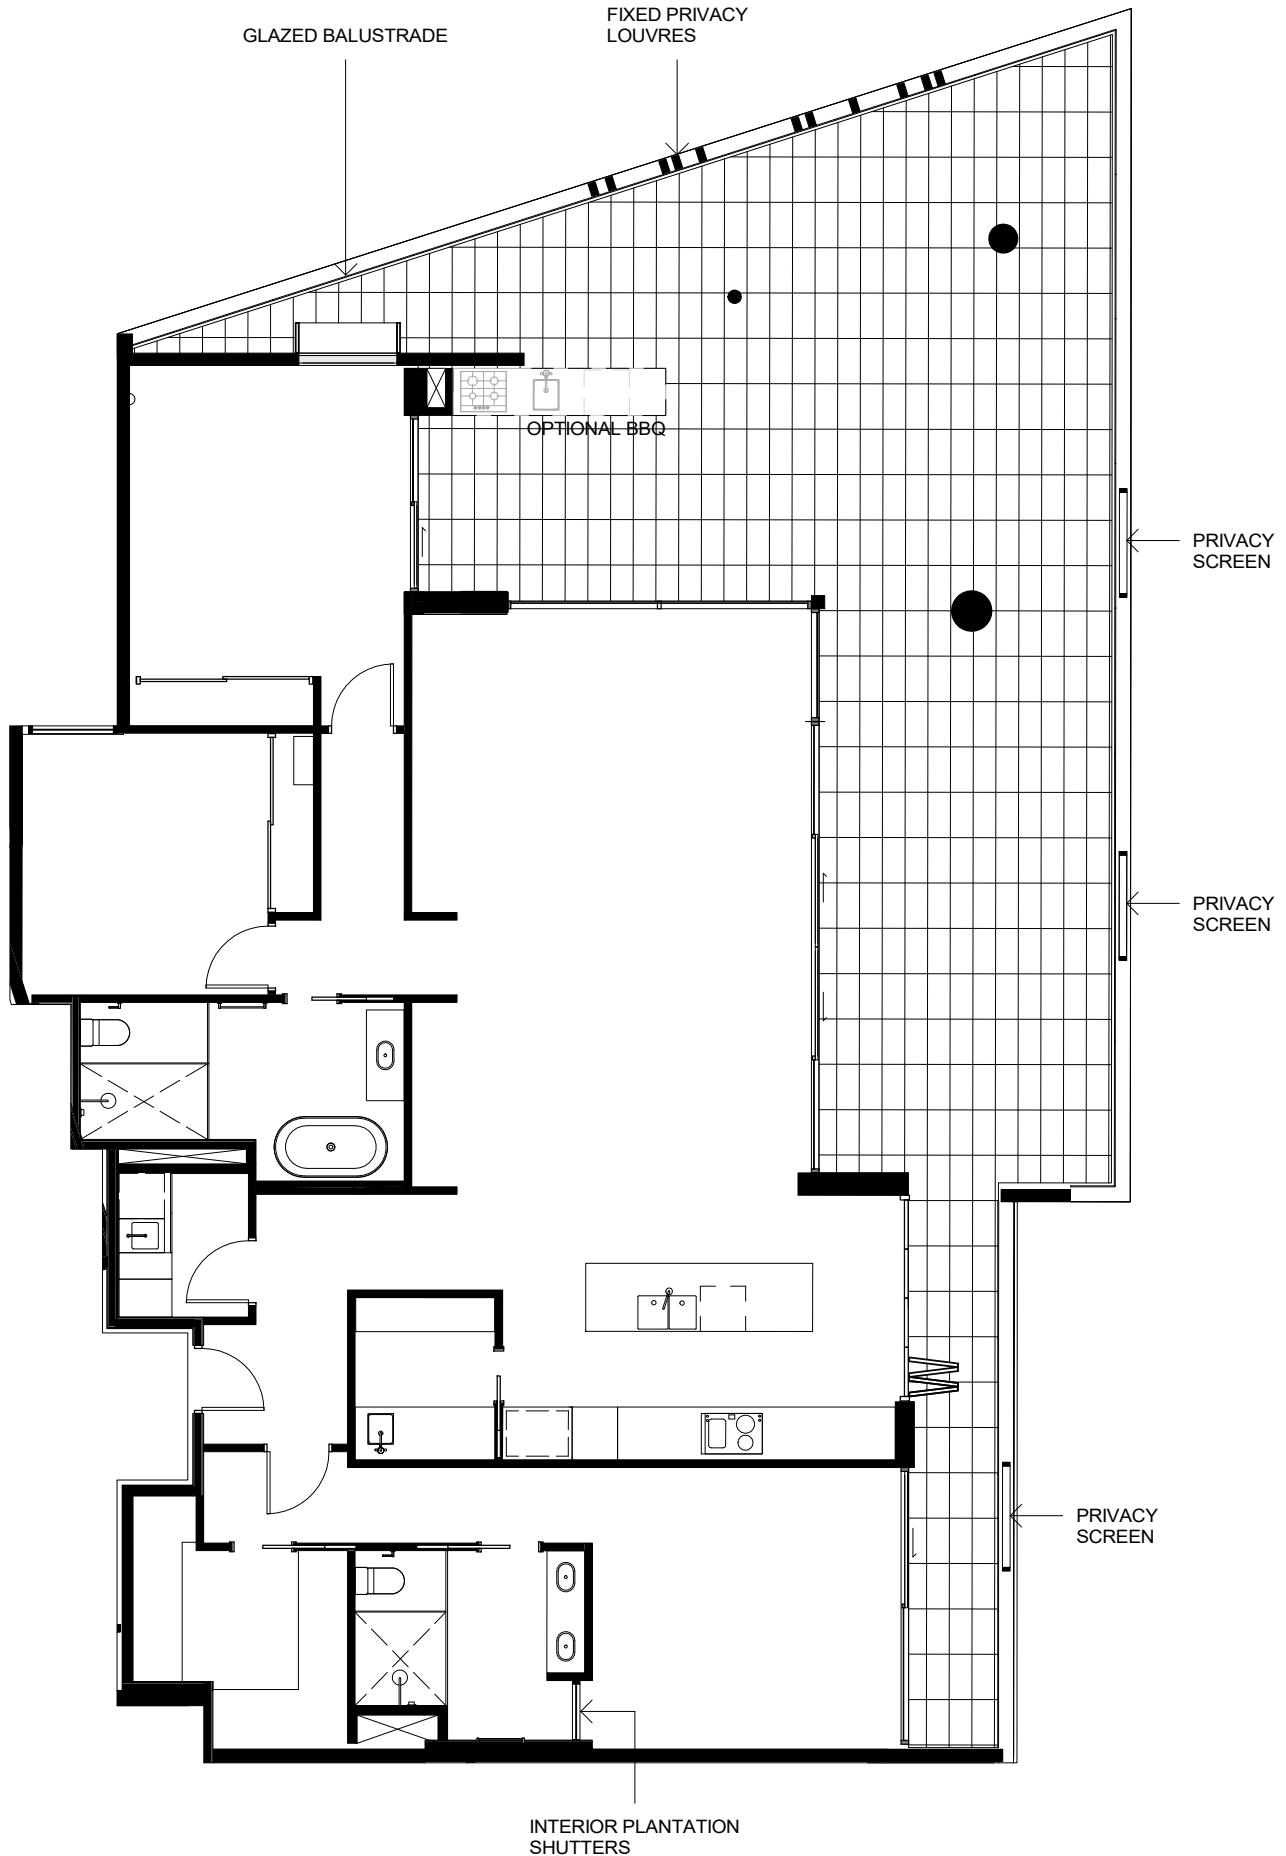 FIXED PRIVACY
LOUVRES
GLAZED BALUSTRADE
OPTIONAL BBQ
PRIVACY
SCREEN
PRIVACY
SCREEN
PRIVACY
SCREEN
INTERIOR PLANTATION
SHUTTERS